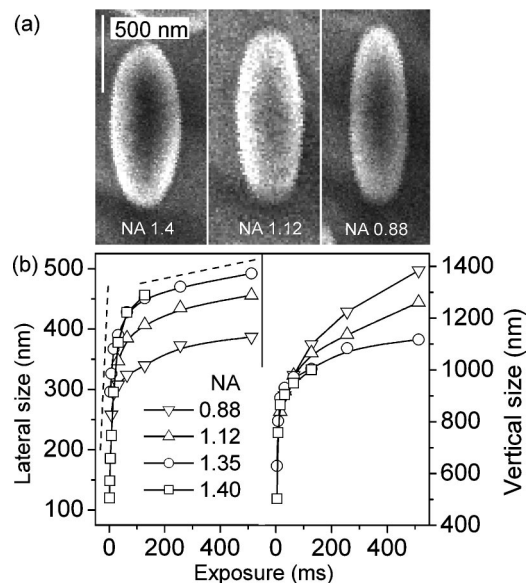 (a)
500 nm
NA 1.4
NA 1.12
NA 0.88
(b)
500
400
300
200
100
Lateral size (nm)
NA
0.88
1.12
1.35
1.40
1400
1200
1000
800
600
400
Vertical size (nm)
0 200 400 0 200 400
Exposure (ms)